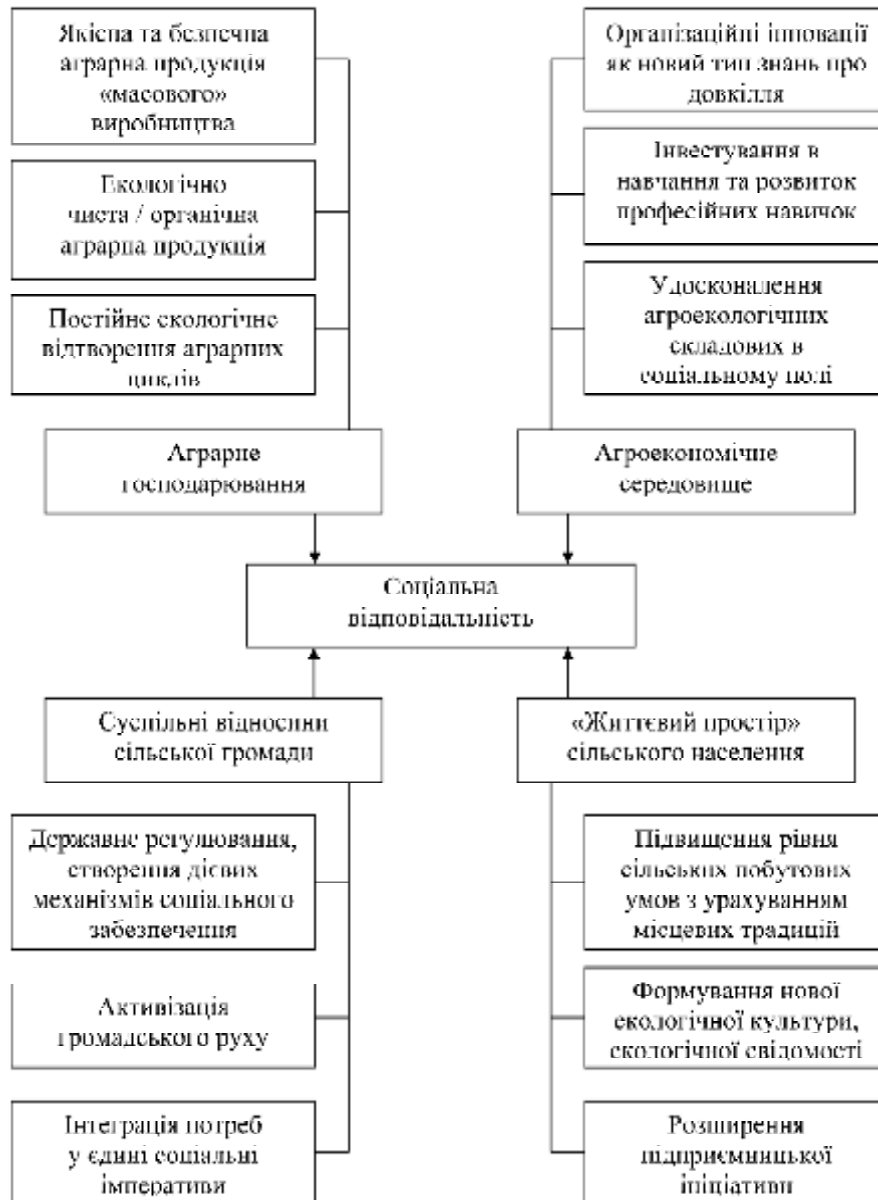 Якісна та безпечна
аграрна продукція
«масового»
виробництва
Екологічно
чиста / органічна
аграрна продукція
Постійне екологічне
відтворення аграрних
циклів
Аграрне
господарювання
Організаційні інновації
як новий тип знань про
довкілля
Інвестування в
навчання та розвиток
професійних навичок
Удосконалення
агроекологічних
складових в
соціальному полі
Агроекономічне
середовище
Соціальна
відповідальність
Суспільні відносини
сільської громади
Державне регулювання,
створення дієвих
механізмів соціального
забезпечення
Активізація
громадського руху
Інтеграція потреб
у єдині соціальні
імперативи
«Життєвий простір»
сільського населення
Підвищення рівня
сільських побутових
умов з урахуванням
місцевих традицій
Формування нової
екологічної культури,
екологічної свідомості
Розширення
підприємницької
ініціативи